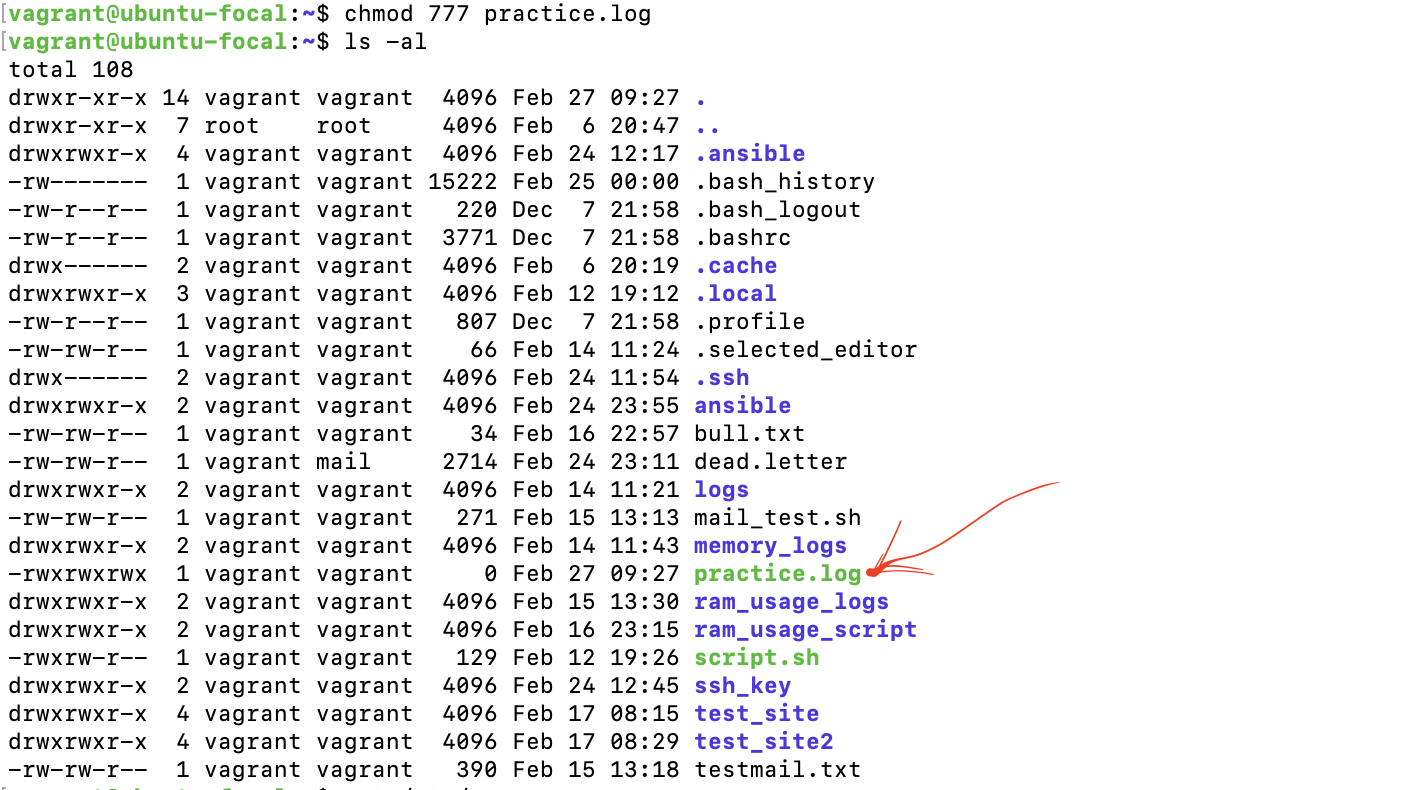 [vagrant@ubuntu-focal:~$ chmod 777 practice.log
[vagrant@ubuntu-focal:~$ ls -al
total 108
drwxr-xr-x 14 vagrant vagrant  4096 Feb 27 09:27 .
drwxr-xr-x  7 root    root     4096 Feb  6 20:47 ..
drwxrwxr-x  4 vagrant vagrant  4096 Feb 24 12:17 .ansible
-rw-------  1 vagrant vagrant 15222 Feb 25 00:00 .bash_history
-rw-r--r--  1 vagrant vagrant   220 Dec  7 21:58 .bash_logout
-rw-r--r--  1 vagrant vagrant  3771 Dec  7 21:58 .bashrc
drwx------  2 vagrant vagrant  4096 Feb  6 20:19 .cache
drwxrwxr-x  3 vagrant vagrant  4096 Feb 12 19:12 .local
-rw-r--r--  1 vagrant vagrant   807 Dec  7 21:58 .profile
-rw-rw-r--  1 vagrant vagrant    66 Feb 14 11:24 .selected_editor
drwx------  2 vagrant vagrant  4096 Feb 24 11:54 .ssh
drwxrwxr-x  2 vagrant vagrant  4096 Feb 24 23:55 ansible
-rw-rw-r--  1 vagrant vagrant    34 Feb 16 22:57 bull.txt
-rw-rw-r--  1 vagrant mail     2714 Feb 24 23:11 dead.letter
drwxrwxr-x  2 vagrant vagrant  4096 Feb 14 11:21 logs
-rw-rw-r--  1 vagrant vagrant   271 Feb 15 13:13 mail_test.sh
drwxrwxr-x  2 vagrant vagrant  4096 Feb 14 11:43 memory_logs
-rwxrwxrwx  1 vagrant vagrant     0 Feb 27 09:27 practice.log
drwxrwxr-x  2 vagrant vagrant  4096 Feb 15 13:30 ram_usage_logs
drwxrwxr-x  2 vagrant vagrant  4096 Feb 16 23:15 ram_usage_script
-rwxrw-r--  1 vagrant vagrant   129 Feb 12 19:26 script.sh
drwxrwxr-x  2 vagrant vagrant  4096 Feb 24 12:45 ssh_key
drwxrwxr-x  4 vagrant vagrant  4096 Feb 17 08:15 test_site
drwxrwxr-x  4 vagrant vagrant  4096 Feb 17 08:29 test_site2
-rw-rw-r--  1 vagrant vagrant   390 Feb 15 13:18 testmail.txt